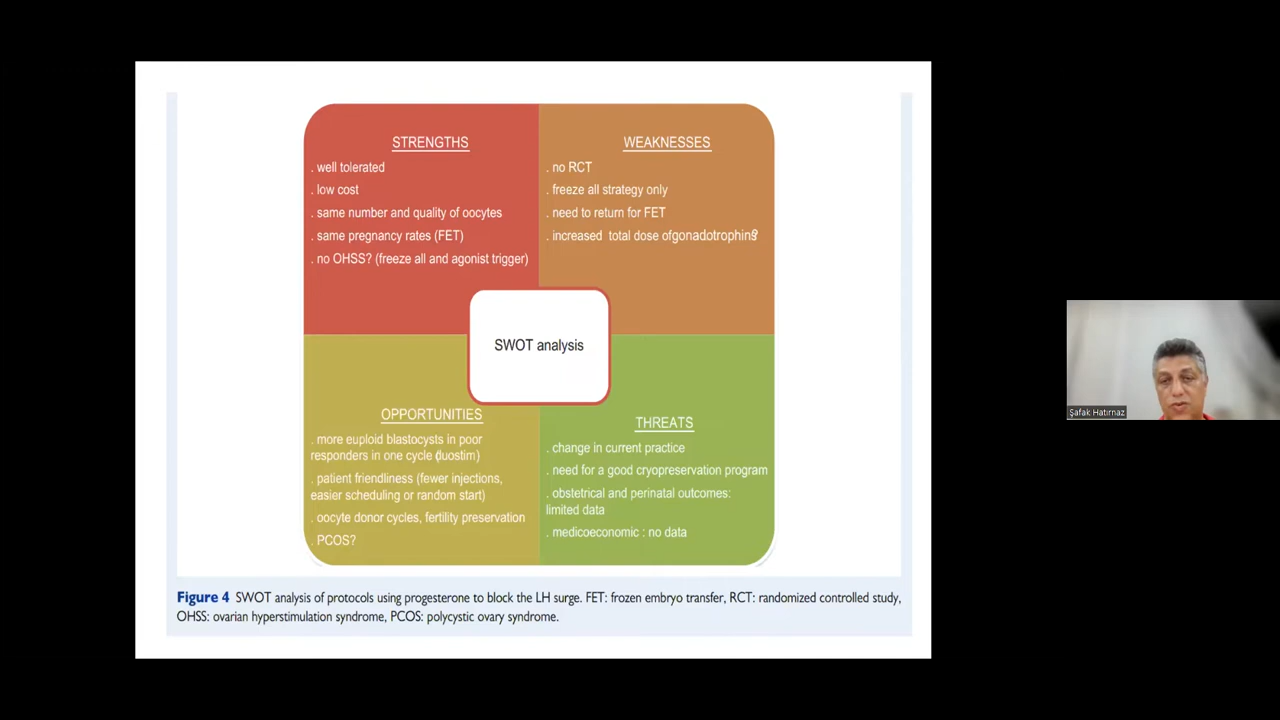 STRENGTHS
. well tolerated
. low cost
. same number and quality of oocytes
. same pregnancy rates (FET)
. no OHSS? (freeze all and agonist trigger)
WEAKNESSES
. no RCT
. freeze all strategy only
. need to return for FET
. increased total dose ofgonadotrophins?
SWOT analysis
OPPORTUNITIES
. more euploid blastocysts in poor
responders in one cycle (duostim)
. patient friendliness (fewer injections,
easier scheduling or random start)
. oocyte donor cycles, fertility preservation
. PCOS?
THREATS
. change in current practice
. need for a good cryopreservation program
. obstetrical and perinatal outcomes:
limited data
. medicoeconomic : no data
Figure 4 SWOT analysis of protocols using progesterone to block the LH surge. FET: frozen embryo transfer, RCT: randomized controlled study,
OHSS: ovarian hyperstimulation syndrome, PCOS: polycystic ovary syndrome.
Şafak Hatırnaz